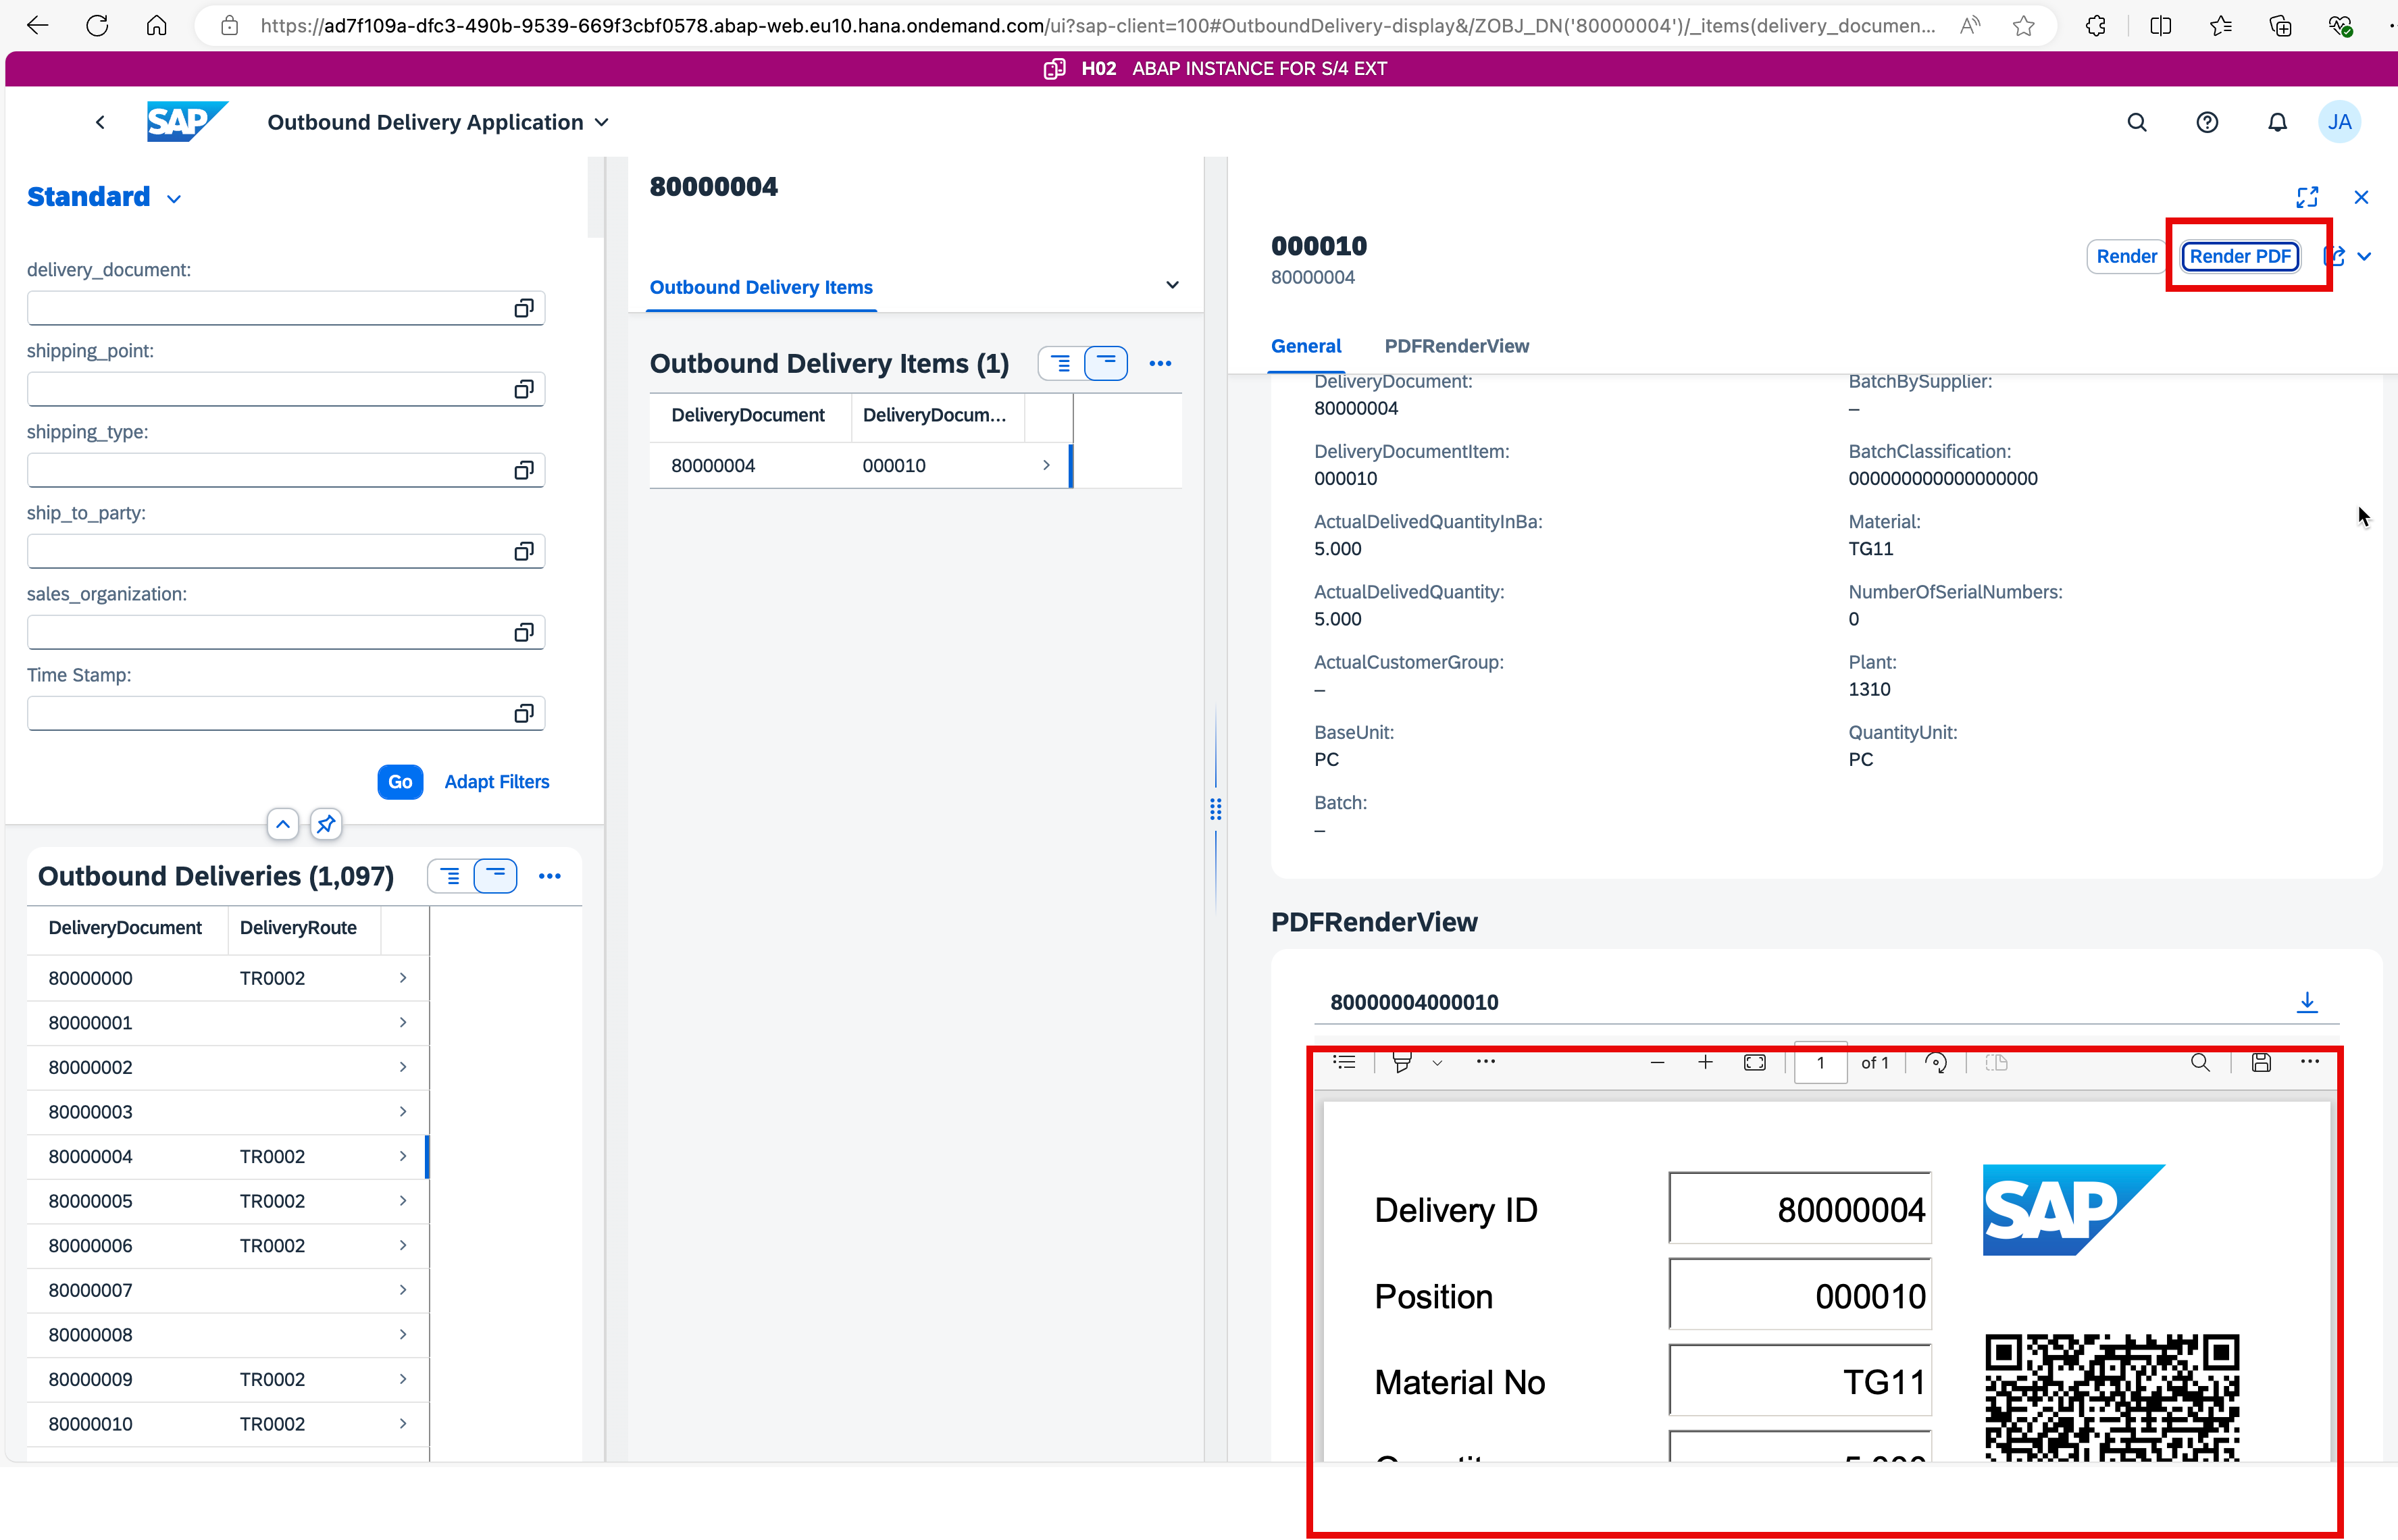 https://ad7f109a-dfc3-490b-9539-669f3cbf0578.abap-web.eu10.hana.ondemand.com/ui?sap-client=100#OutboundDelivery-display&/ZOBJ_DN('80000004')/_items(delivery_documen...
H02 ABAP INSTANCE FOR S/4 EXT
SAP Outbound Delivery Application
JA
Standard
delivery_document:
shipping_point:
shipping_type:
ship_to_party:
sales_organization:
Time Stamp:
Go Adapt Filters
Outbound Deliveries (1,097)
DeliveryDocument DeliveryRoute
80000000 TR0002
80000001
80000002
80000003
80000004 TR0002
80000005 TR0002
80000006 TR0002
80000007
80000008
80000009 TR0002
80000010 TR0002
80000004
Outbound Delivery Items
Outbound Delivery Items (1)
DeliveryDocument DeliveryDocum...
80000004 000010
000010
80000004
Render Render PDF
General PDFRenderView
DeliveryDocument:
80000004
DeliveryDocumentItem:
000010
ActualDelivedQuantityInBa:
5.000
ActualDelivedQuantity:
5.000
ActualCustomerGroup:
–
BaseUnit:
PC
Batch:
–
BatchBySupplier:
–
BatchClassification:
000000000000000000
Material:
TG11
NumberOfSerialNumbers:
0
Plant:
1310
QuantityUnit:
PC
PDFRenderView
80000004000010
1 of 1
Delivery ID 80000004
SAP
Position 000010
Material No TG11